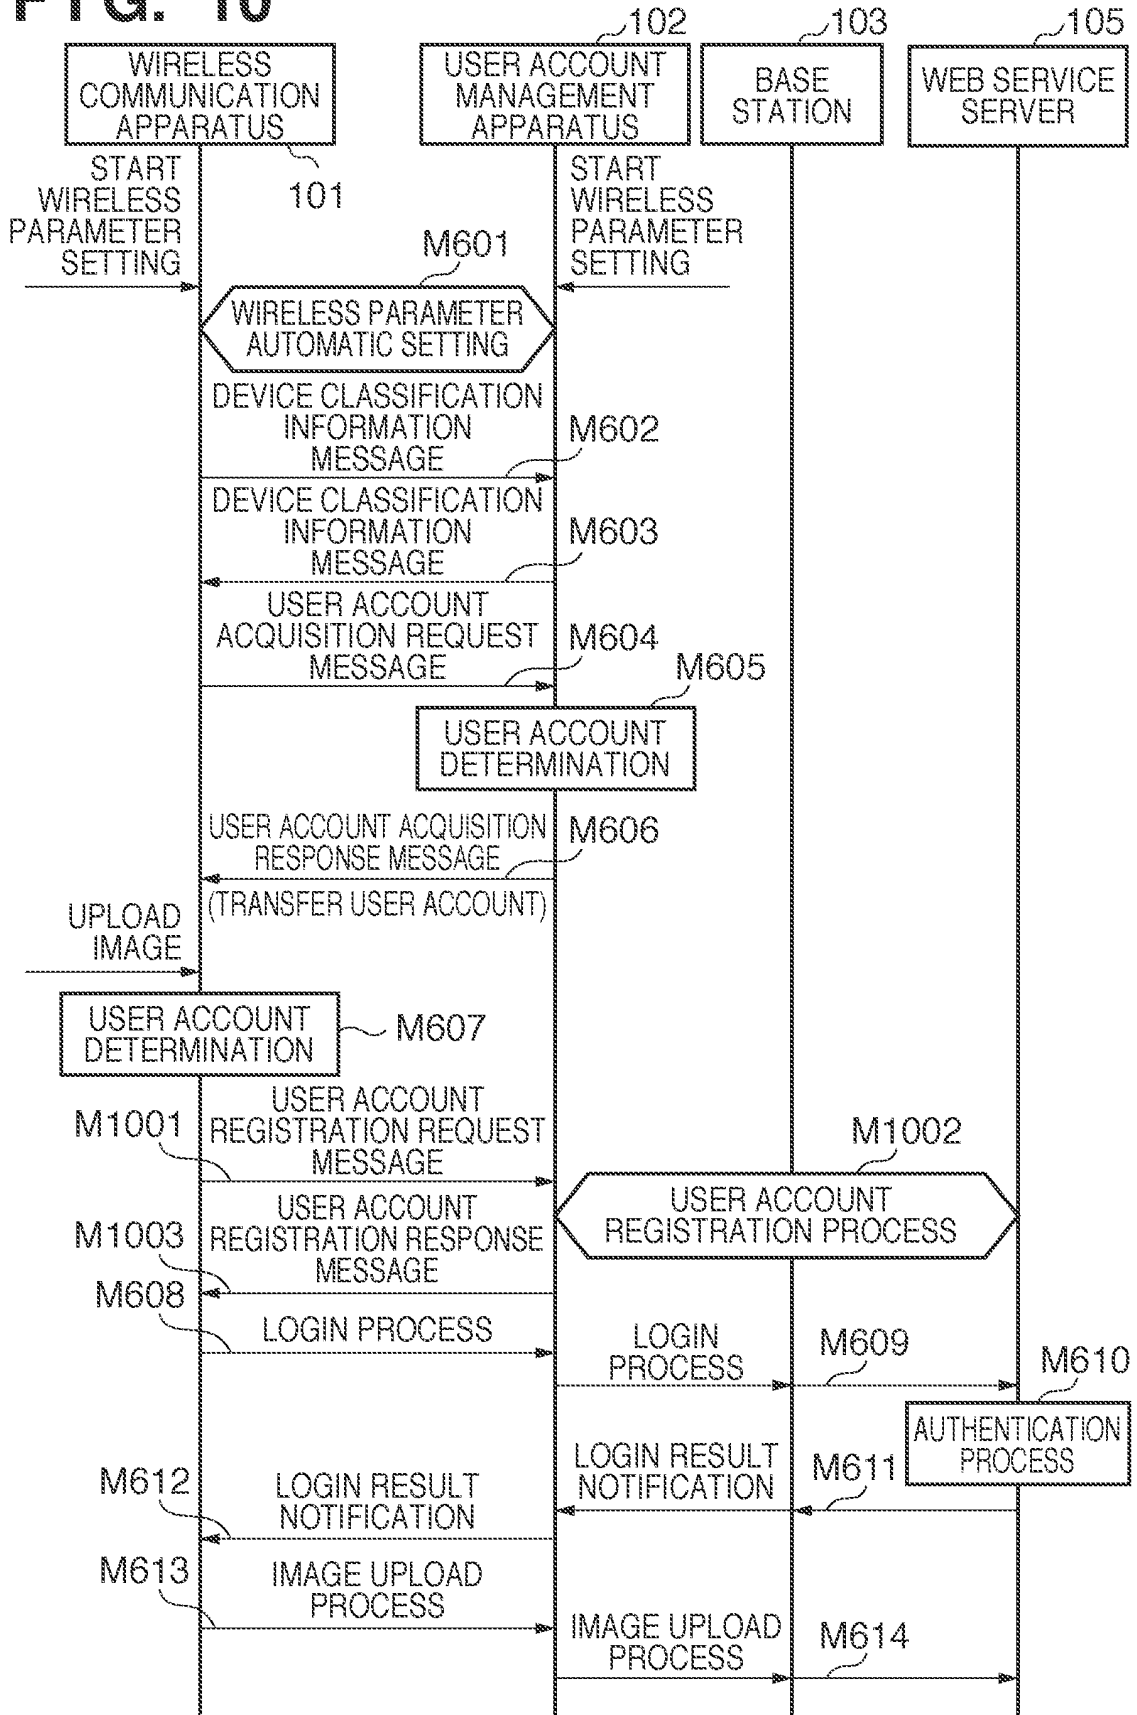 FIG. 10
102
103
105
WIRELESS
COMMUNICATION
APPARATUS
USER ACCOUNT
MANAGEMENT
APPARATUS
BASE
STATION
WEB SERVICE
SERVER
101
START
WIRELESS
PARAMETER
SETTING
START
WIRELESS
PARAMETER
SETTING
M601
WIRELESS PARAMETER
AUTOMATIC SETTING
DEVICE CLASSIFICATION
INFORMATION
MESSAGE
M602
DEVICE CLASSIFICATION
INFORMATION
MESSAGE
M603
USER ACCOUNT
ACQUISITION REQUEST
MESSAGE
M604
M605
USER ACCOUNT
DETERMINATION
USER ACCOUNT ACQUISITION
RESPONSE MESSAGE
M606
(TRANSFER USER ACCOUNT)
UPLOAD
IMAGE
USER ACCOUNT
DETERMINATION
M607
M1001
USER ACCOUNT
REGISTRATION REQUEST
MESSAGE
M1002
USER ACCOUNT
REGISTRATION PROCESS
M1003
USER ACCOUNT
REGISTRATION RESPONSE
MESSAGE
M608
LOGIN PROCESS
LOGIN
PROCESS
M609
M610
AUTHENTICATION
PROCESS
LOGIN RESULT
NOTIFICATION
M611
M612
LOGIN RESULT
NOTIFICATION
M613
IMAGE UPLOAD
PROCESS
IMAGE UPLOAD
PROCESS
M614